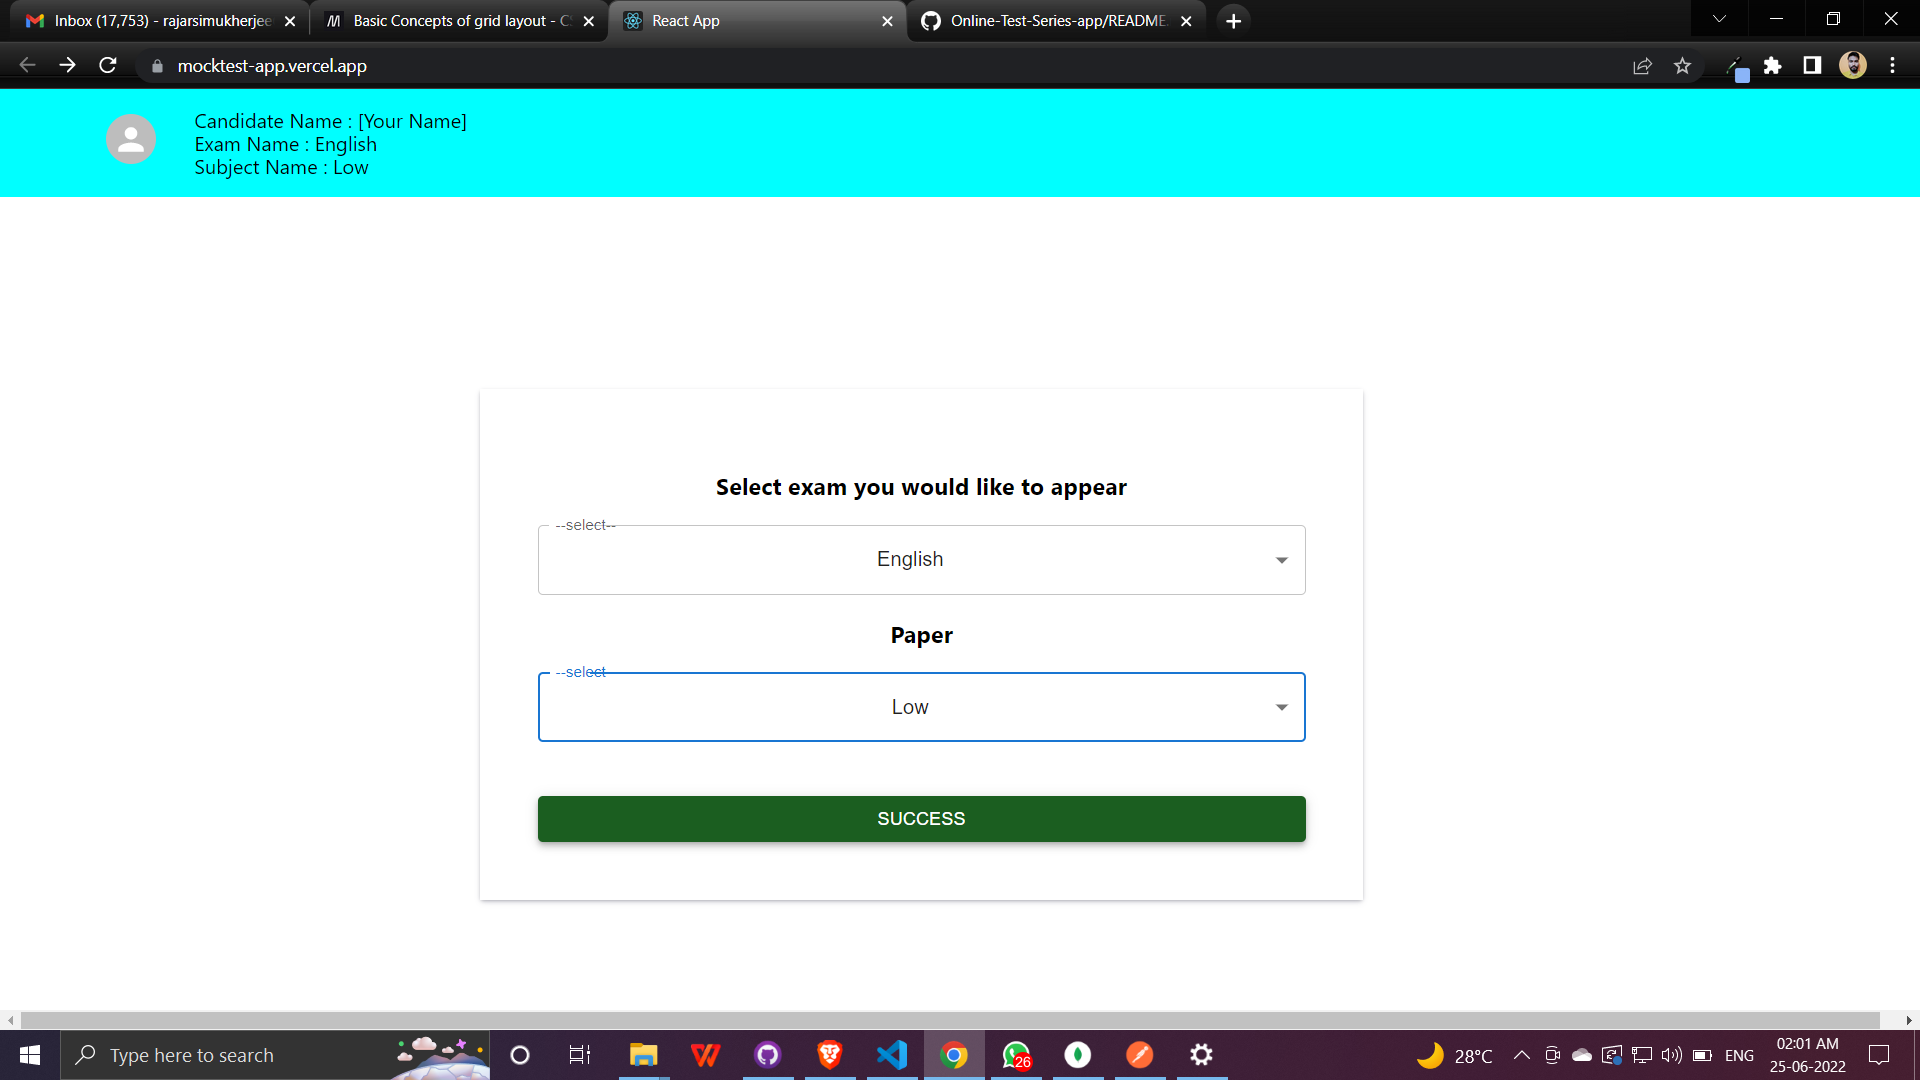 Inbox (17,753) - rajarsimukherjee
Basic Concepts of grid layout - CS
React App
Online-Test-Series-app/README.
mocktest-app.vercel.app
Candidate Name : [Your Name]
Exam Name : English
Subject Name : Low
Select exam you would like to appear
--select--
English
Paper
--select--
Low
SUCCESS
Type here to search
26
28°C
ENG
02:01 AM
25-06-2022